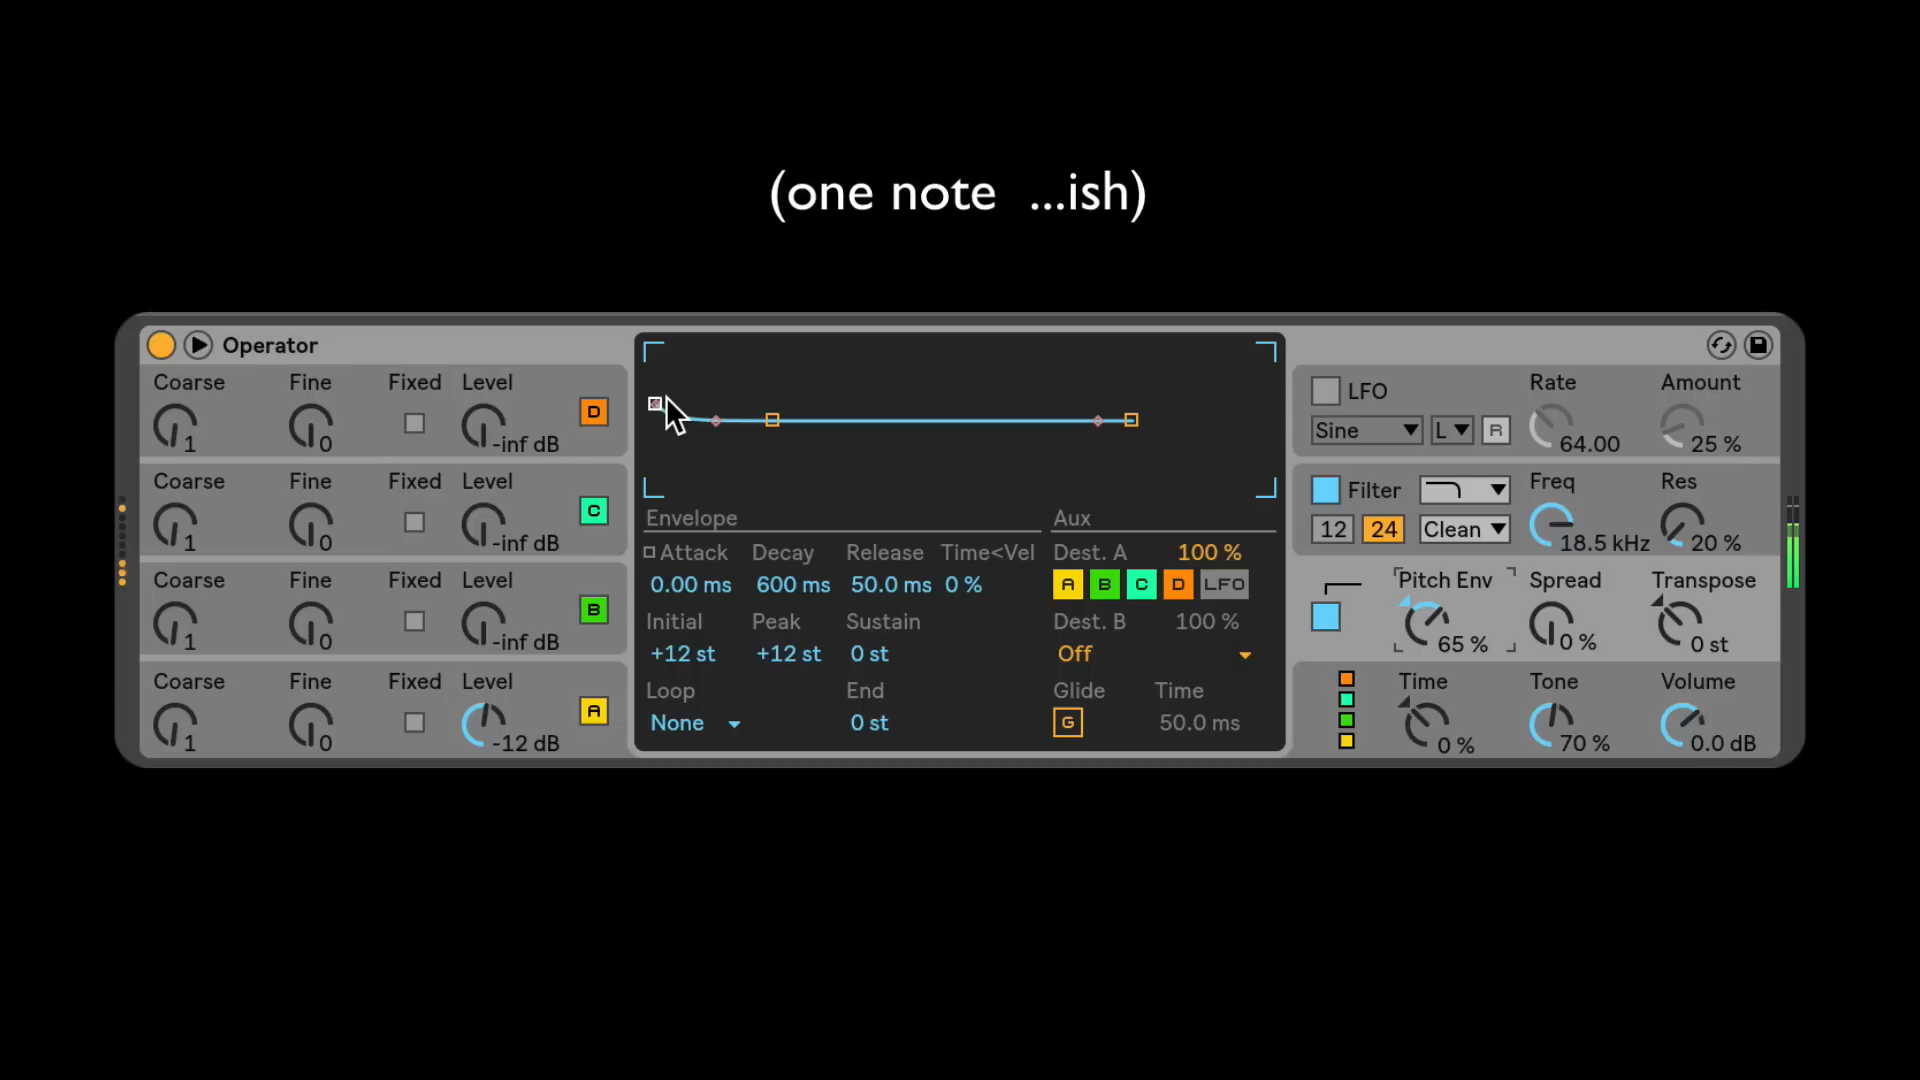 (one note ...ish)
Operator
Coarse Fine Fixed Level
1 0 -inf dB D
Coarse Fine Fixed Level
1 0 -inf dB C
Coarse Fine Fixed Level
1 0 -inf dB B
Coarse Fine Fixed Level
1 0 -12 dB A
Envelope
Attack Decay Release Time<Vel
0.00 ms 600 ms 50.0 ms 0 %
Initial Peak Sustain
+12 st +12 st 0 st
Loop End
None 0 st
Aux
Dest. A 100 %
A B C D LFO
Dest. B 100 %
Off
Glide Time
G 50.0 ms
LFO Rate Amount
Sine L R 64.00 25 %
Filter Freq Res
12 24 Clean 18.5 kHz 20 %
Pitch Env Spread Transpose
65 % 0 % 0 st
Time Tone Volume
0 % 70 % 0.0 dB